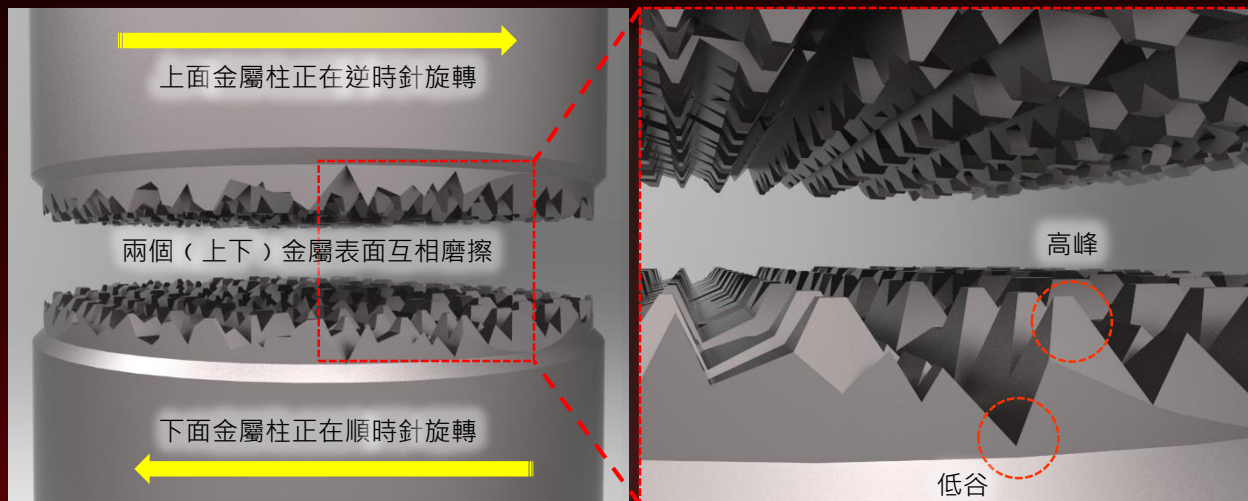 上面金屬柱正在逆時針旋轉
兩個（上下）金屬表面互相磨擦
下面金屬柱正在順時針旋轉
高峰
低谷